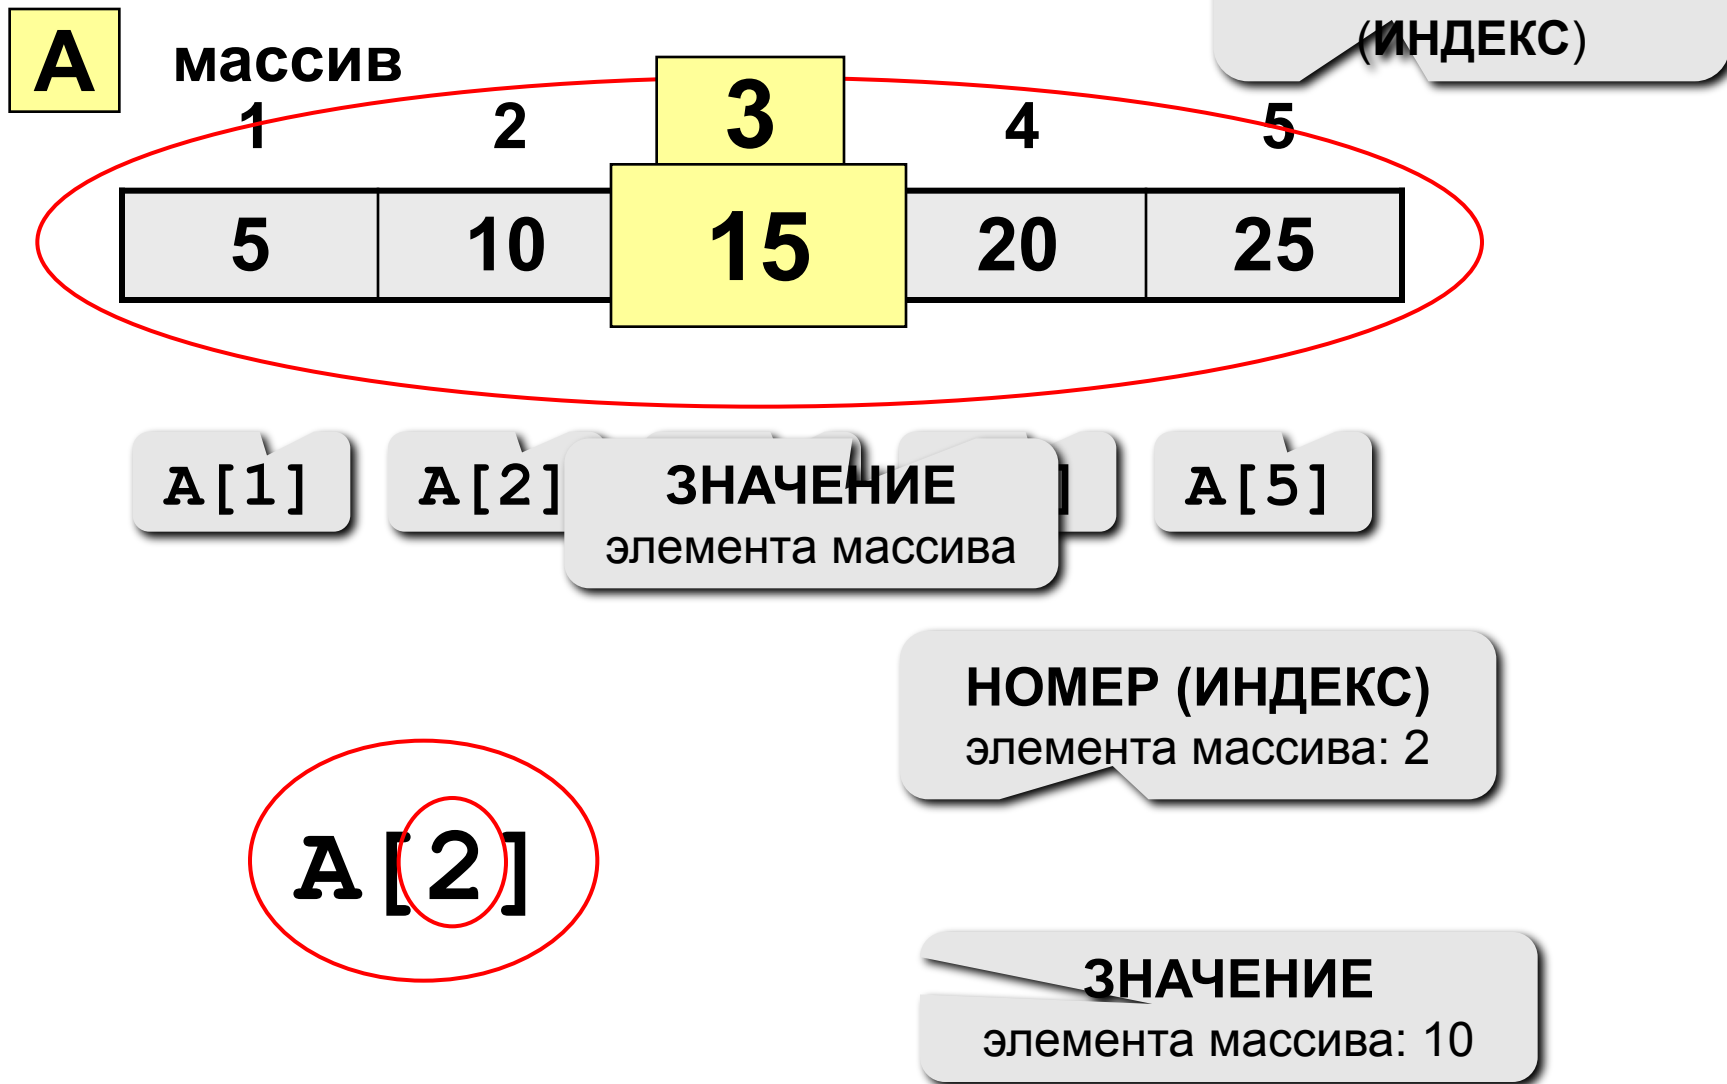 (ИНДЕКС)
A массив
1 2 3 4 5
5 10 15 20 25
A[1] A[2] ] A[5]
ЗНАЧЕНИЕ
элемента массива
НОМЕР (ИНДЕКС)
элемента массива: 2
A[2]
ЗНАЧЕНИЕ
элемента массива: 10